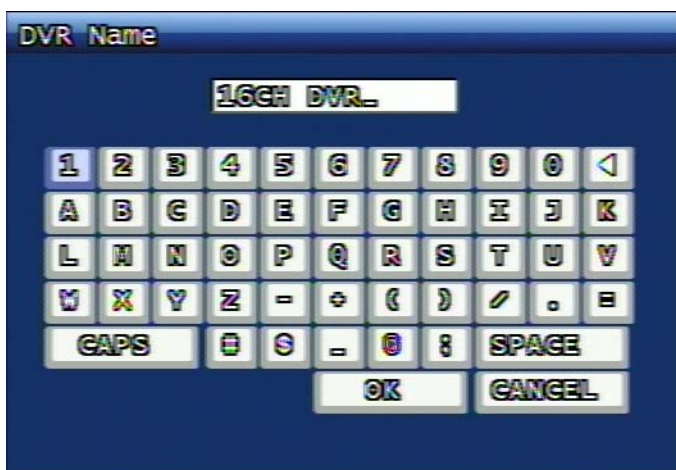 DVR Name
16CH DVR_
1 2 3 4 5 6 7 8 9 0 ◁
A B C D E F G H I J K
L M N O P Q R S T U V
W X Y Z - + ( ) / . =
CAPS # $ _ @ : SPACE
OK CANCEL